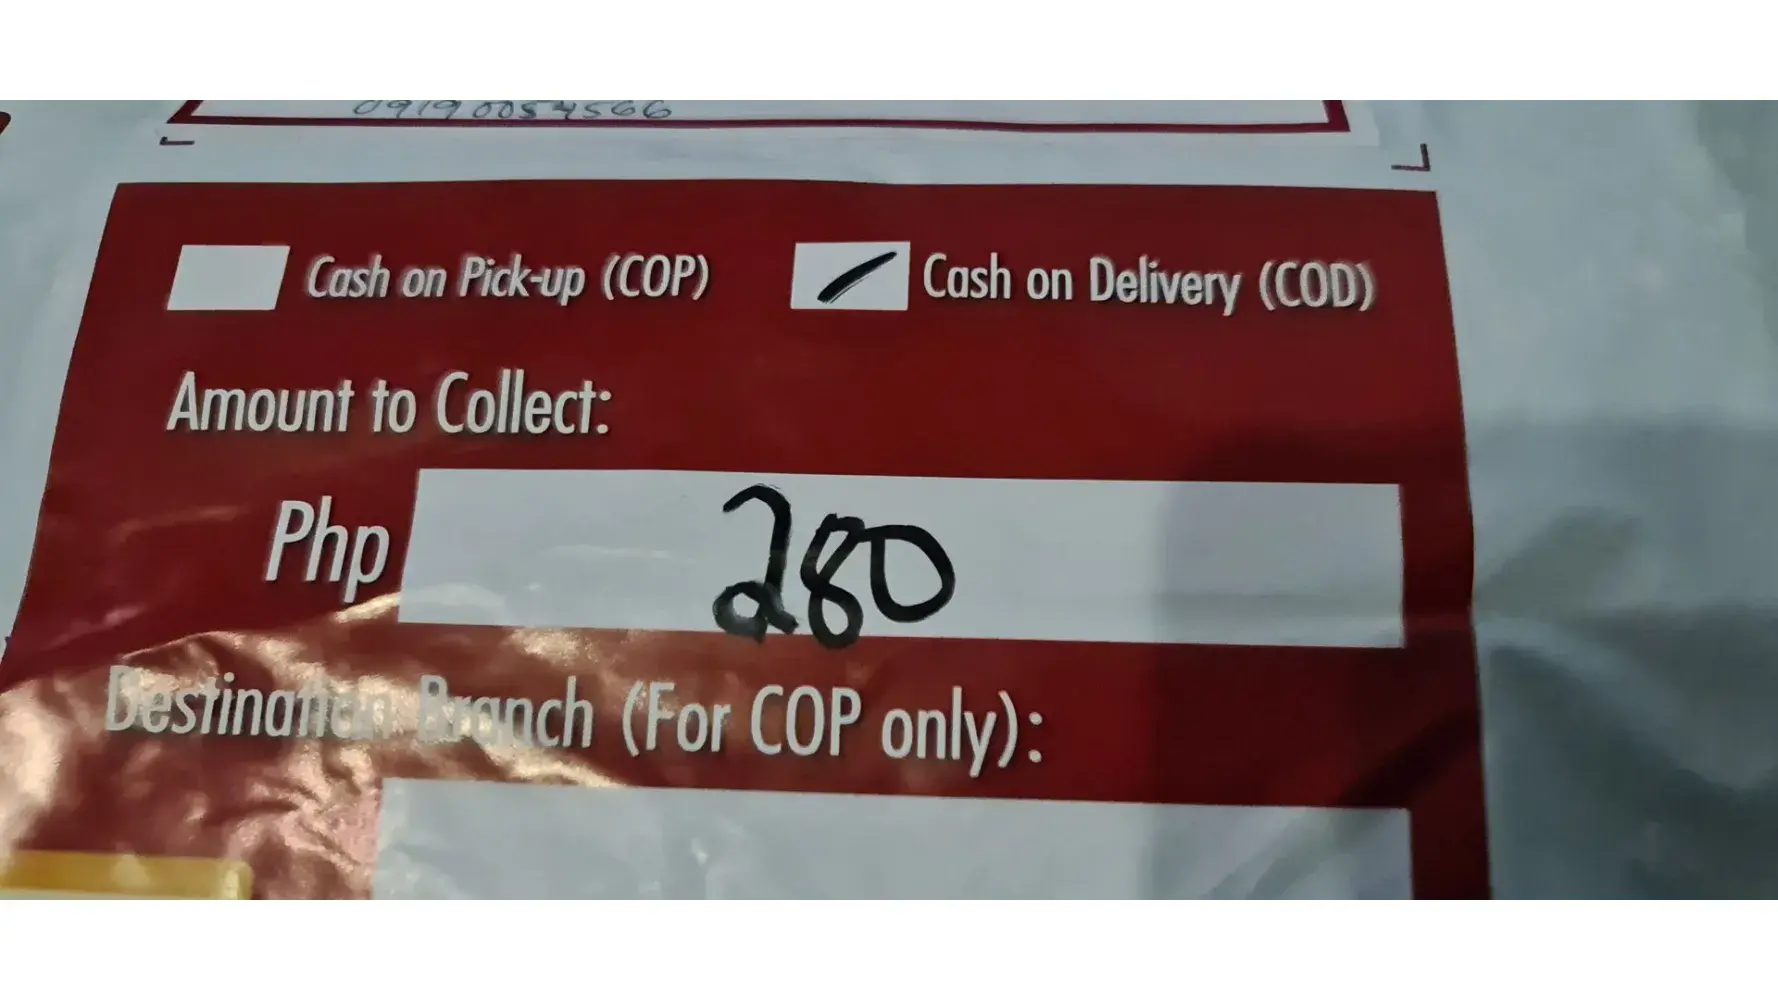 09190054566
Cash on Pick-up (COP) Cash on Delivery (COD)
Amount to Collect:
Php 280
Destination Branch (For COP only):